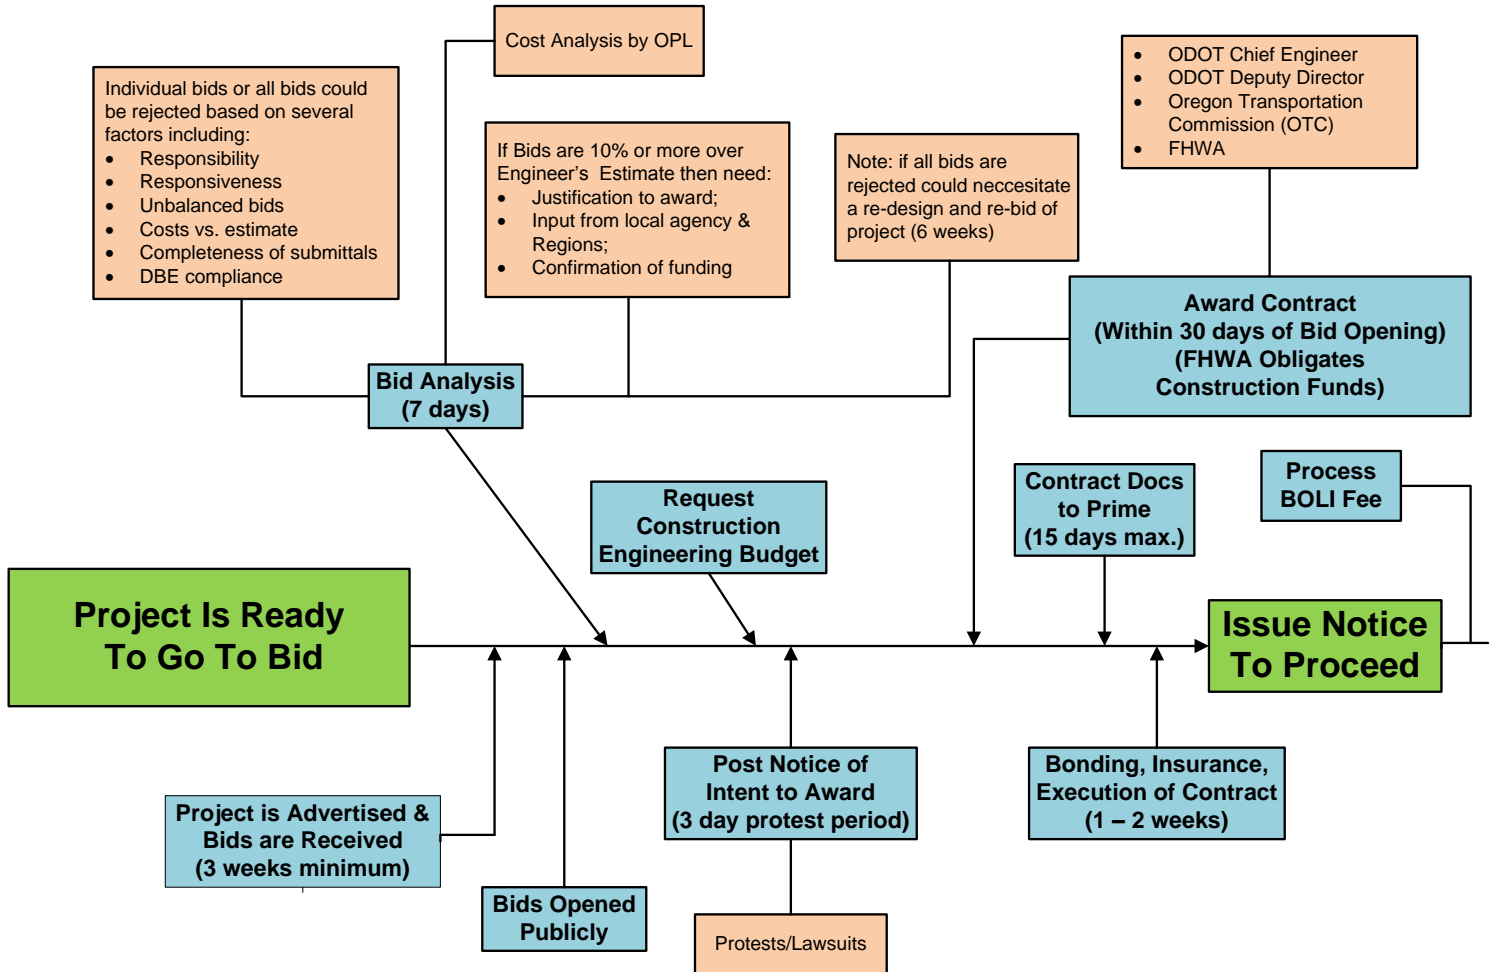 Cost Analysis by OPL
Individual bids or all bids could
be rejected based on several
factors including:
• Responsibility
• Responsiveness
• Unbalanced bids
• Costs vs. estimate
• Completeness of submittals
• DBE compliance
If Bids are 10% or more over
Engineer’s Estimate then need:
• Justification to award;
• Input from local agency &
Regions;
• Confirmation of funding
Note: if all bids are
rejected could neccesitate
a re-design and re-bid of
project (6 weeks)
• ODOT Chief Engineer
• ODOT Deputy Director
• Oregon Transportation
Commission (OTC)
• FHWA
Award Contract
(Within 30 days of Bid Opening)
(FHWA Obligates
Construction Funds)
Bid Analysis
(7 days)
Request
Construction
Engineering Budget
Contract Docs
to Prime
(15 days max.)
Process
BOLI Fee
Project Is Ready
To Go To Bid
Issue Notice
To Proceed
Project is Advertised &
Bids are Received
(3 weeks minimum)
Bids Opened
Publicly
Post Notice of
Intent to Award
(3 day protest period)
Bonding, Insurance,
Execution of Contract
(1 – 2 weeks)
Protests/Lawsuits